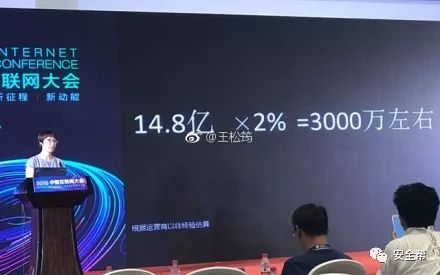 INTERNET
CONFERENCE
联网大会
新征程 | 新动能
14.8亿 ×2% =3000万左右
@王松筠
根据运营商以往经验估算
中国互联网大会
安全帮